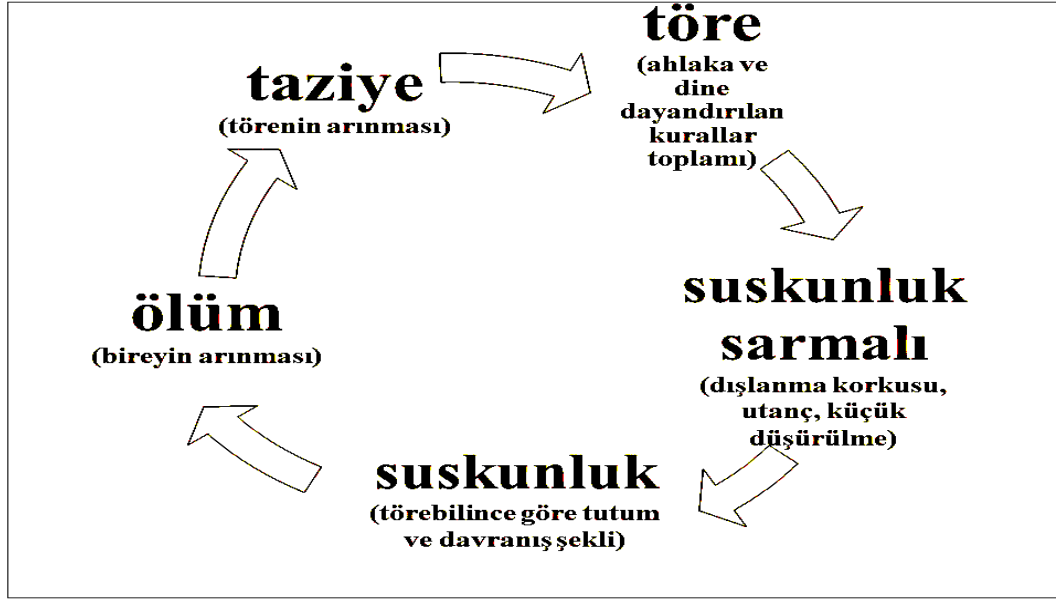 töre
(ahlaka ve
dine
dayandırılan
kurallar
toplamı)
suskunluk
sarmalı
(dışlanma korkusu,
utanç, küçük
düşürülme)
suskunluk
(törebilince göre tutum
ve davranış şekli)
ölüm
(bireyin arınması)
taziye
(törenin arınması)